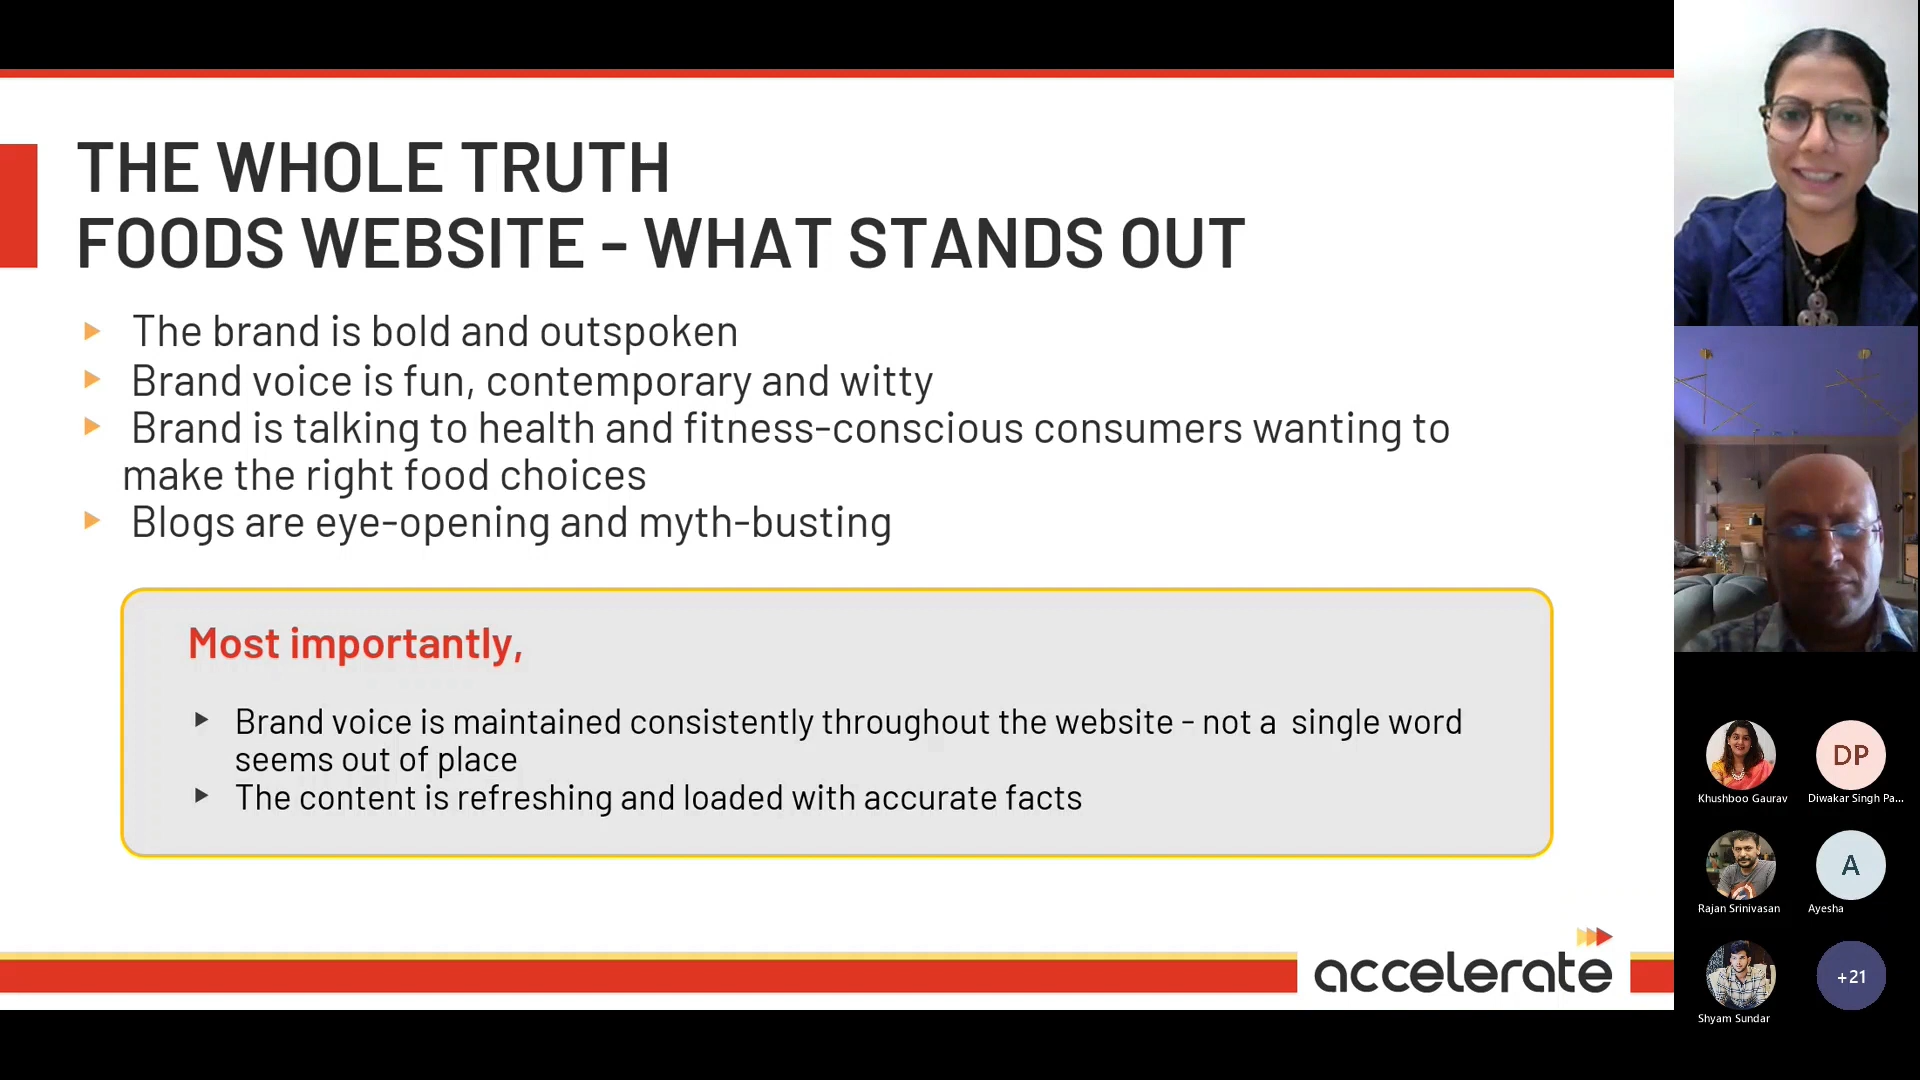 THE WHOLE TRUTH
FOODS WEBSITE - WHAT STANDS OUT
The brand is bold and outspoken
Brand voice is fun, contemporary and witty
Brand is talking to health and fitness-conscious consumers wanting to
make the right food choices
Blogs are eye-opening and myth-busting
Most importantly,
Brand voice is maintained consistently throughout the website - not a single word
seems out of place
The content is refreshing and loaded with accurate facts
accelerate
DP
Khushboo Gaurav
Diwakar Singh Pa...
A
Rajan Srinivasan
Ayesha
+21
Shyam Sundar